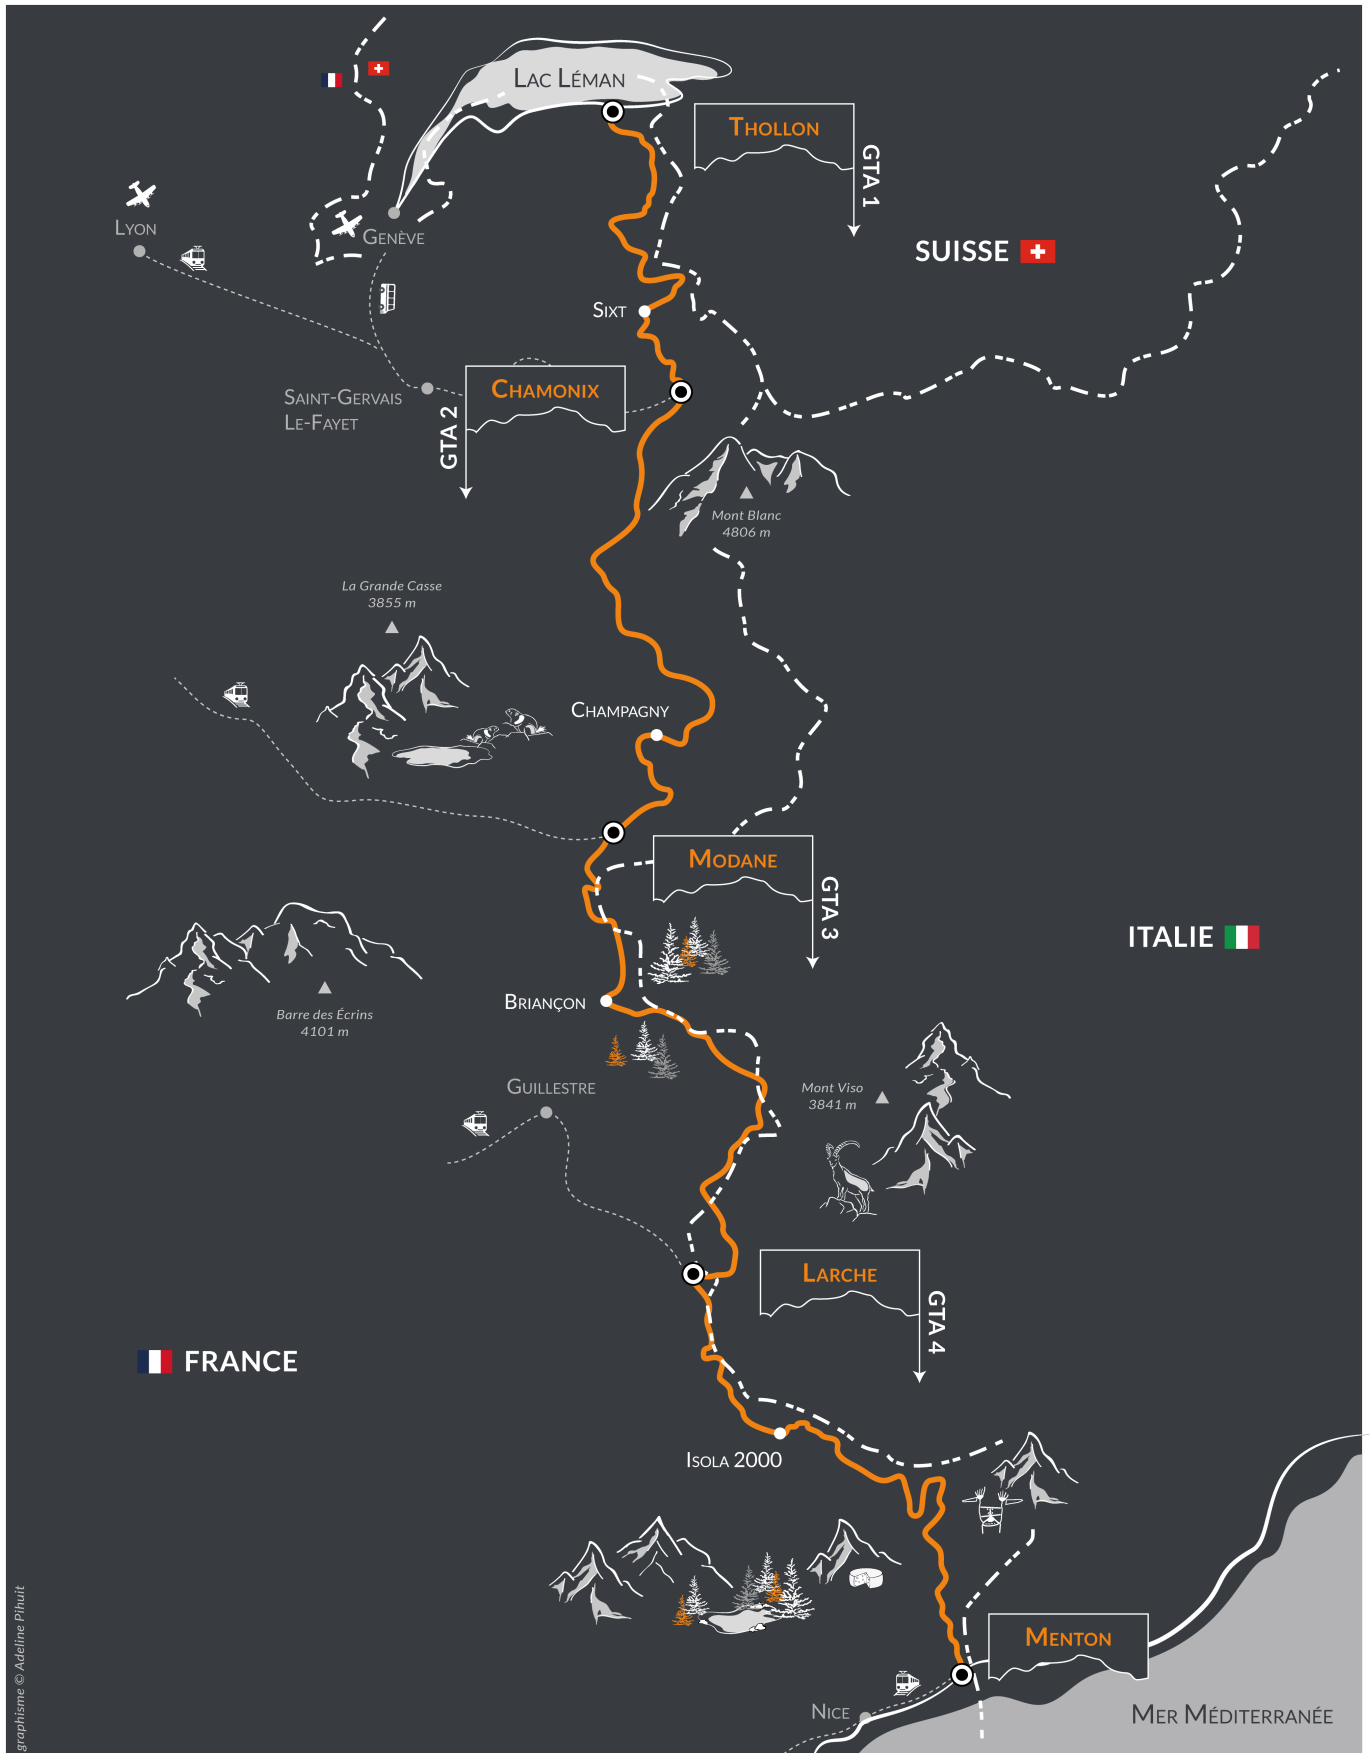 Lac Léman
Thollon
GTA 1
Lyon
Genève
SUISSE
Sixt
Saint-Gervais
Le-Fayet
Chamonix
GTA 2
Mont Blanc
4806 m
La Grande Casse
3855 m
Champagny
Modane
GTA 3
ITALIE
Briançon
Barre des Écrins
4101 m
Guillestre
Mont Viso
3841 m
Larche
GTA 4
FRANCE
Isola 2000
Menton
Nice
Mer Méditerranée
graphisme © Adeline Pihuit